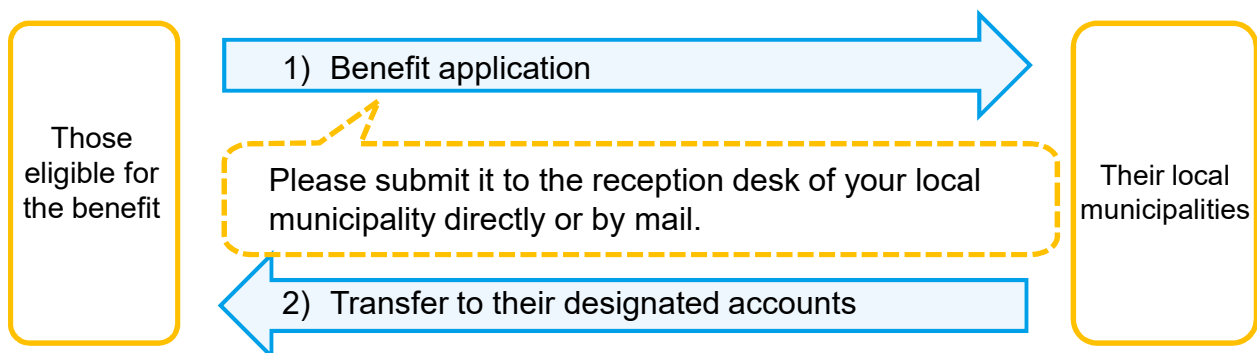 Those
eligible for
the benefit
1) Benefit application
Please submit it to the reception desk of your local
municipality directly or by mail.
2) Transfer to their designated accounts
Their local
municipalities